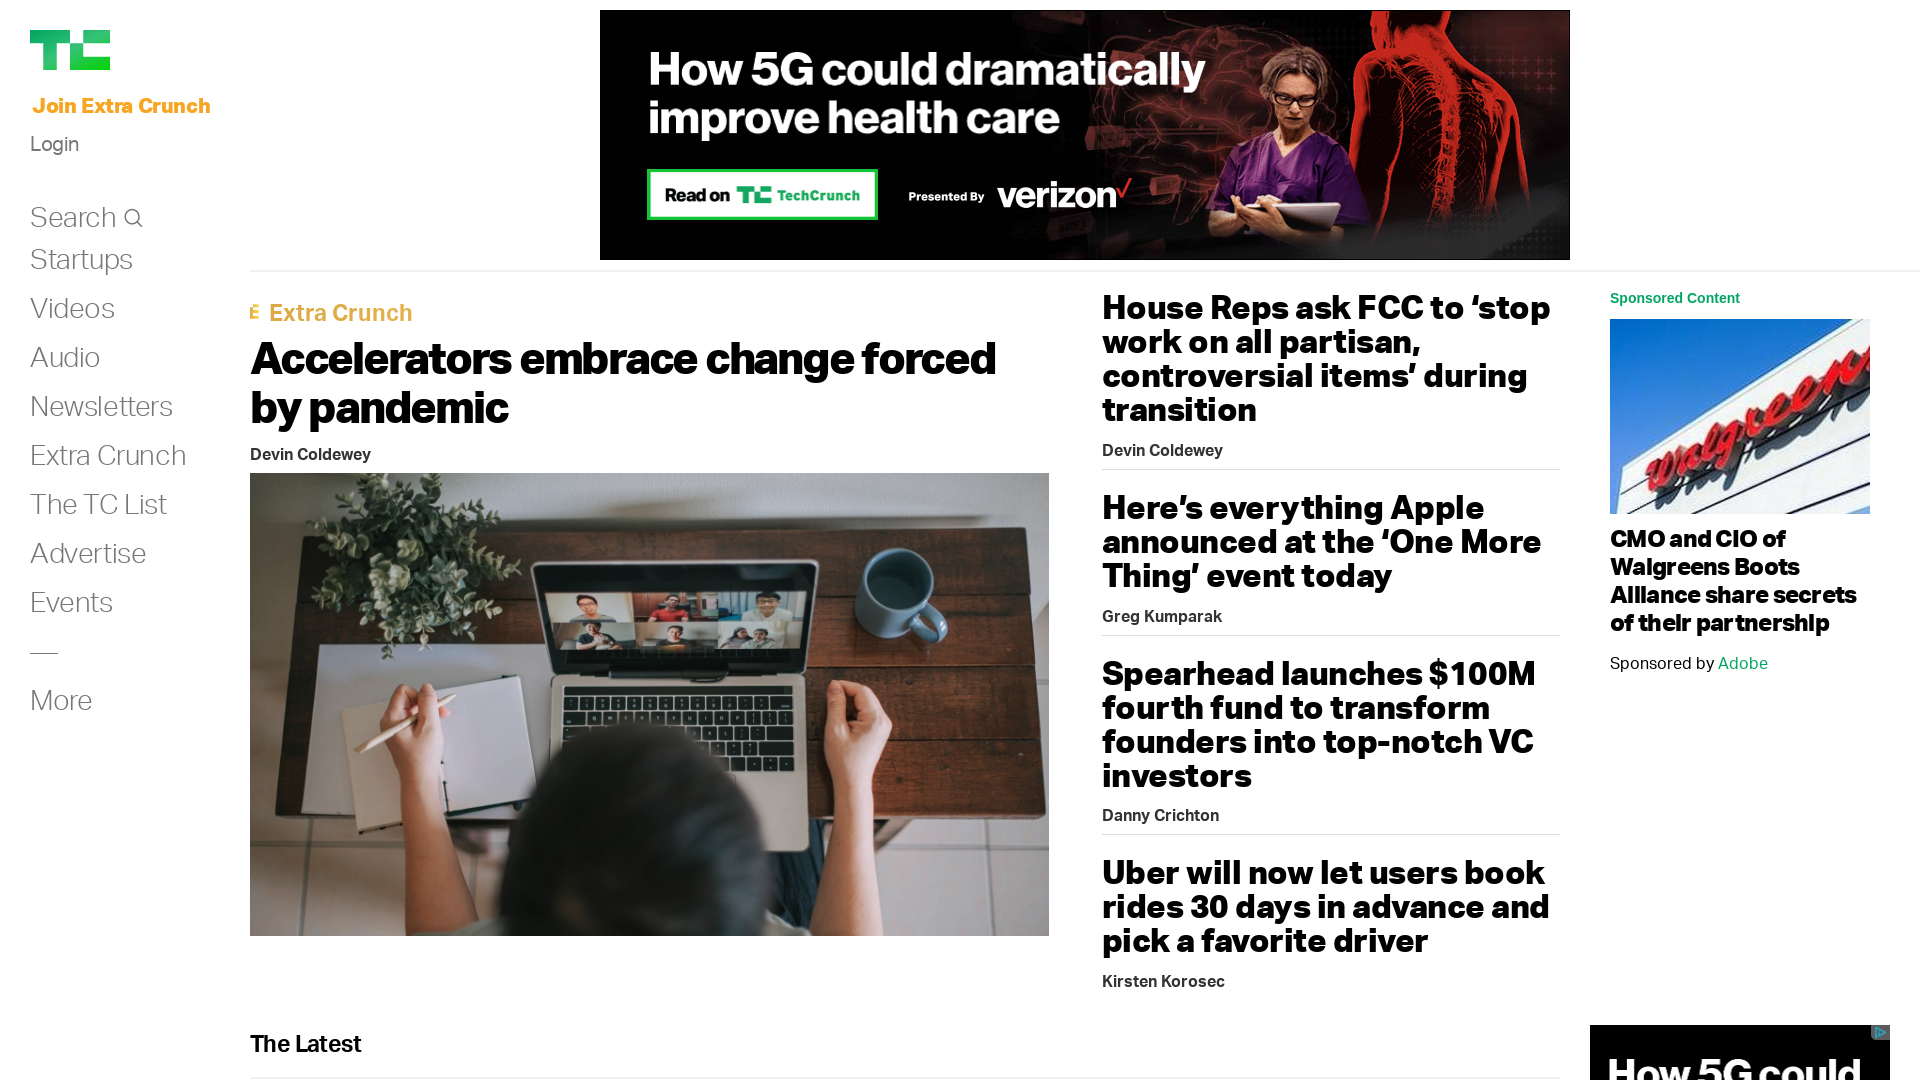 TC
Join Extra Crunch
Login
Search
Startups
Videos
Audio
Newsletters
Extra Crunch
The TC List
Advertise
Events
—
More
How 5G could dramatically
improve health care
Read on TC TechCrunch
Presented By verizon
Extra Crunch
Accelerators embrace change forced
by pandemic
Devin Coldewey
House Reps ask FCC to ‘stop
work on all partisan,
controversial items’ during
transition
Devin Coldewey
Here’s everything Apple
announced at the ‘One More
Thing’ event today
Greg Kumparak
Spearhead launches $100M
fourth fund to transform
founders into top-notch VC
investors
Danny Crichton
Uber will now let users book
rides 30 days in advance and
pick a favorite driver
Kirsten Korosec
Sponsored Content
Walgreens
CMO and CIO of
Walgreens Boots
Alliance share secrets
of their partnership
Sponsored by Adobe
The Latest
How 5G could